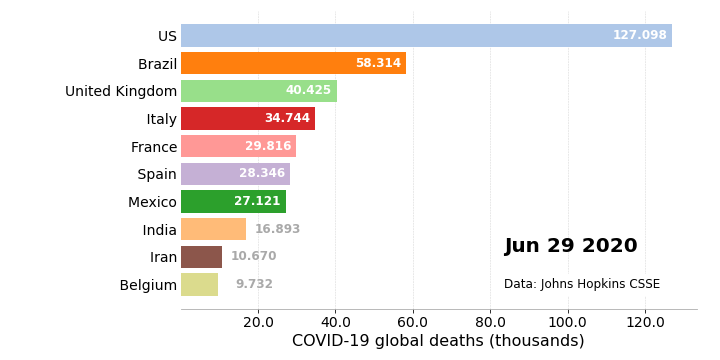 US 127.098
Brazil 58.314
United Kingdom 40.425
Italy 34.744
France 29.816
Spain 28.346
Mexico 27.121
India 16.893
Iran 10.670
Belgium 9.732
Jun 29 2020
Data: Johns Hopkins CSSE
20.0 40.0 60.0 80.0 100.0 120.0
COVID-19 global deaths (thousands)